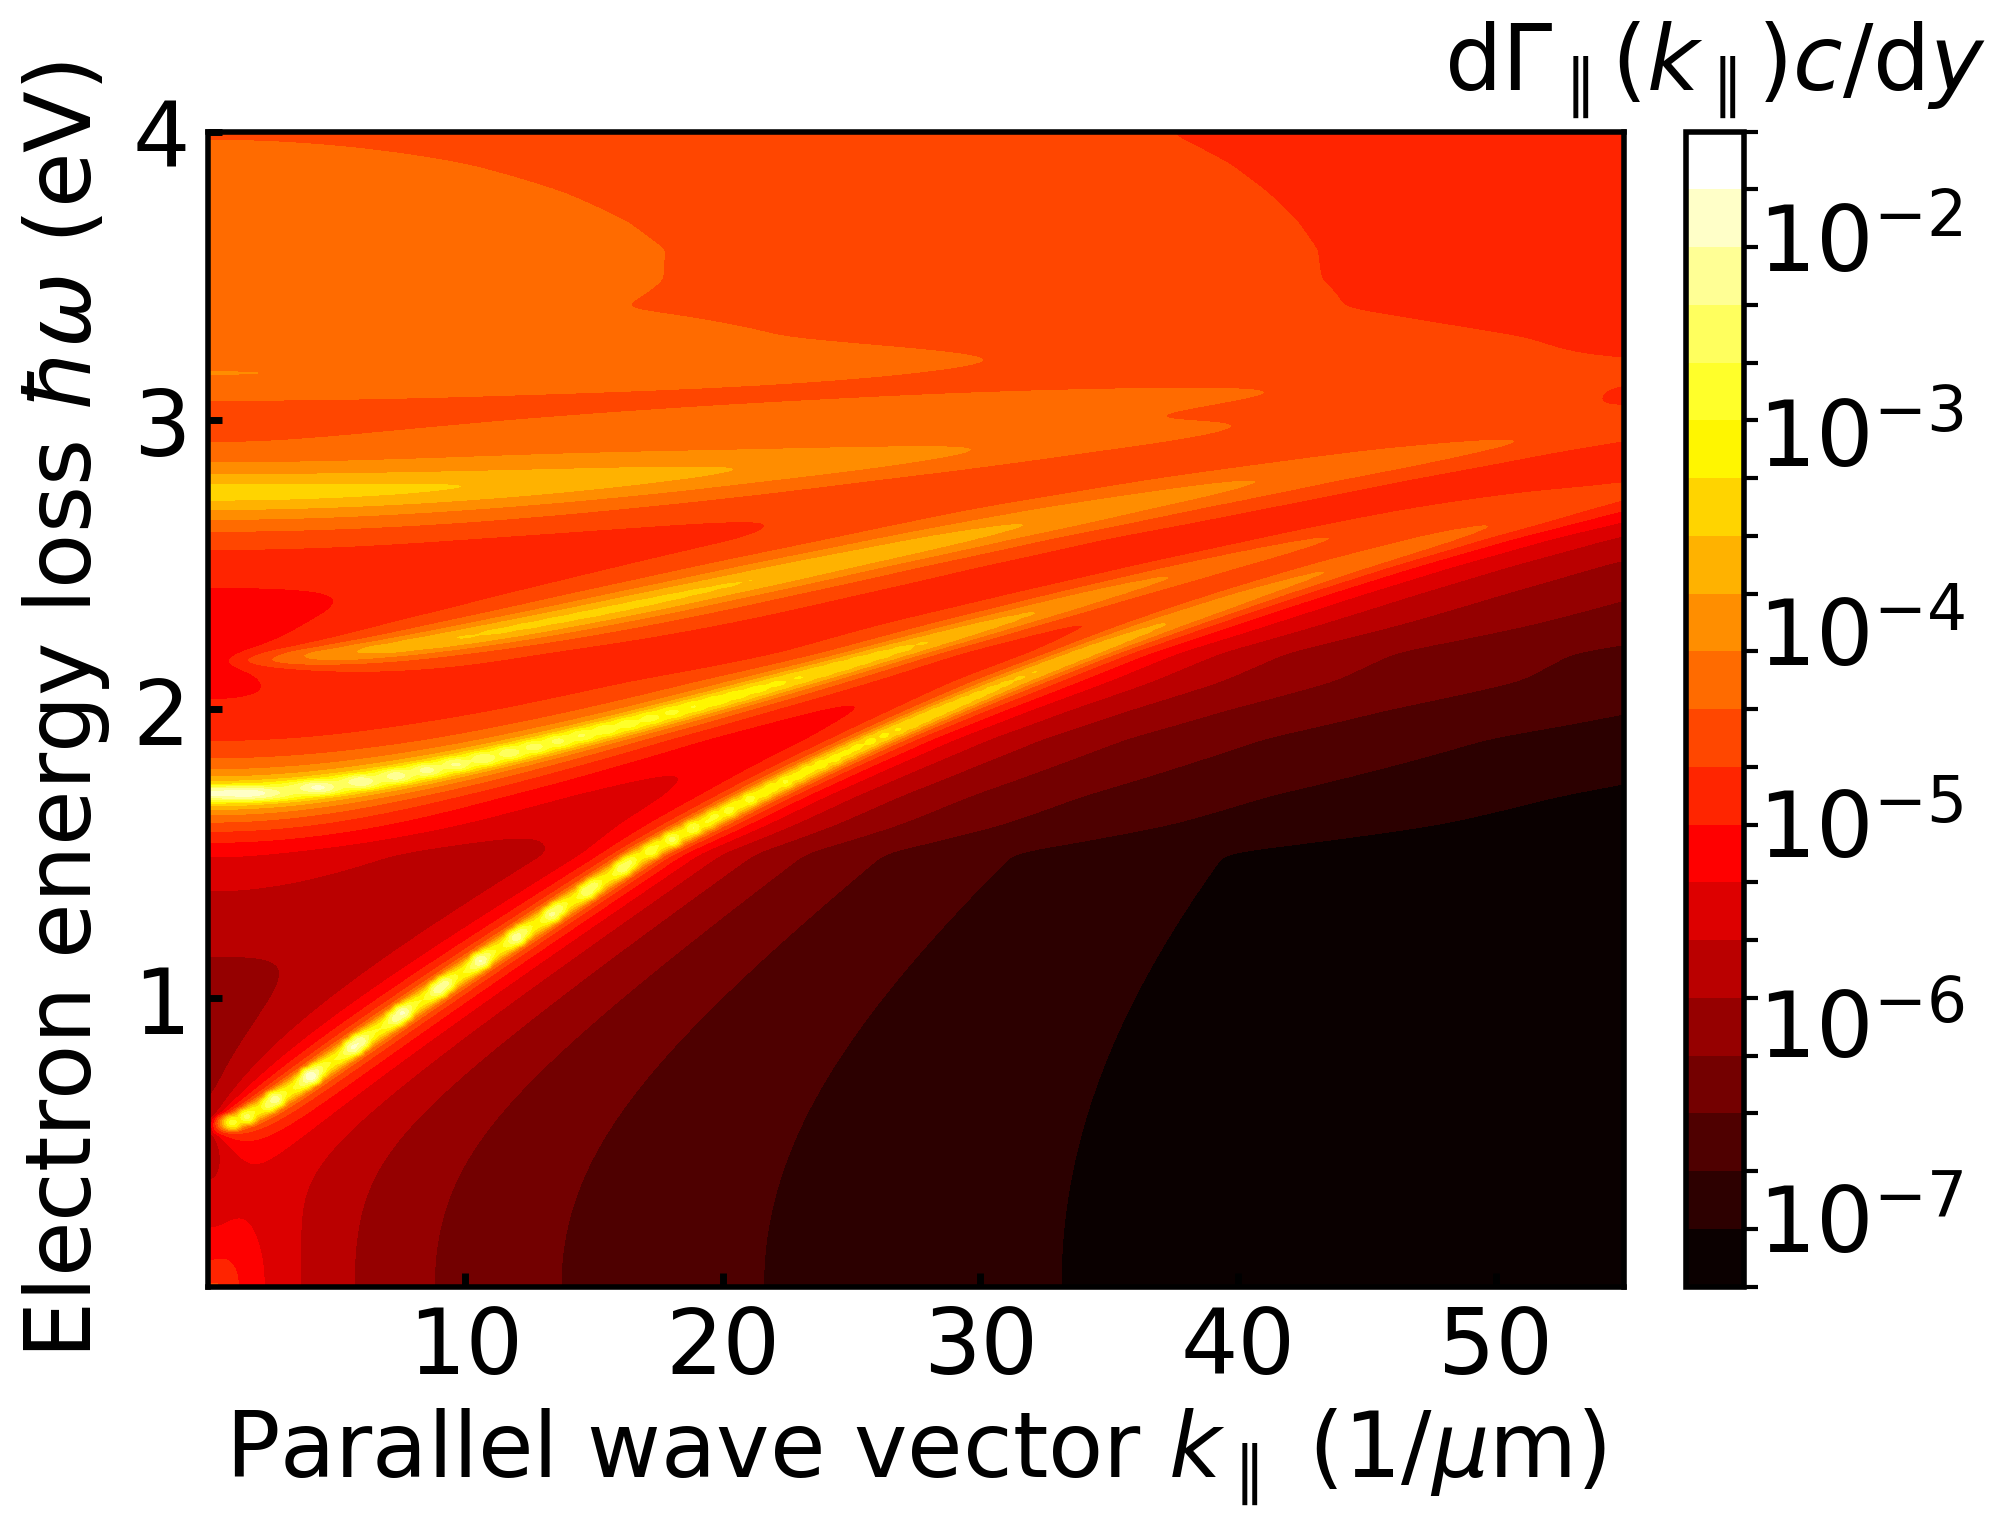 dΓ∥(k∥)c/dy
Electron energy loss ħω (eV)
4
3
2
1
10 20 30 40 50
Parallel wave vector k∥ (1/μm)
10⁻²
10⁻³
10⁻⁴
10⁻⁵
10⁻⁶
10⁻⁷